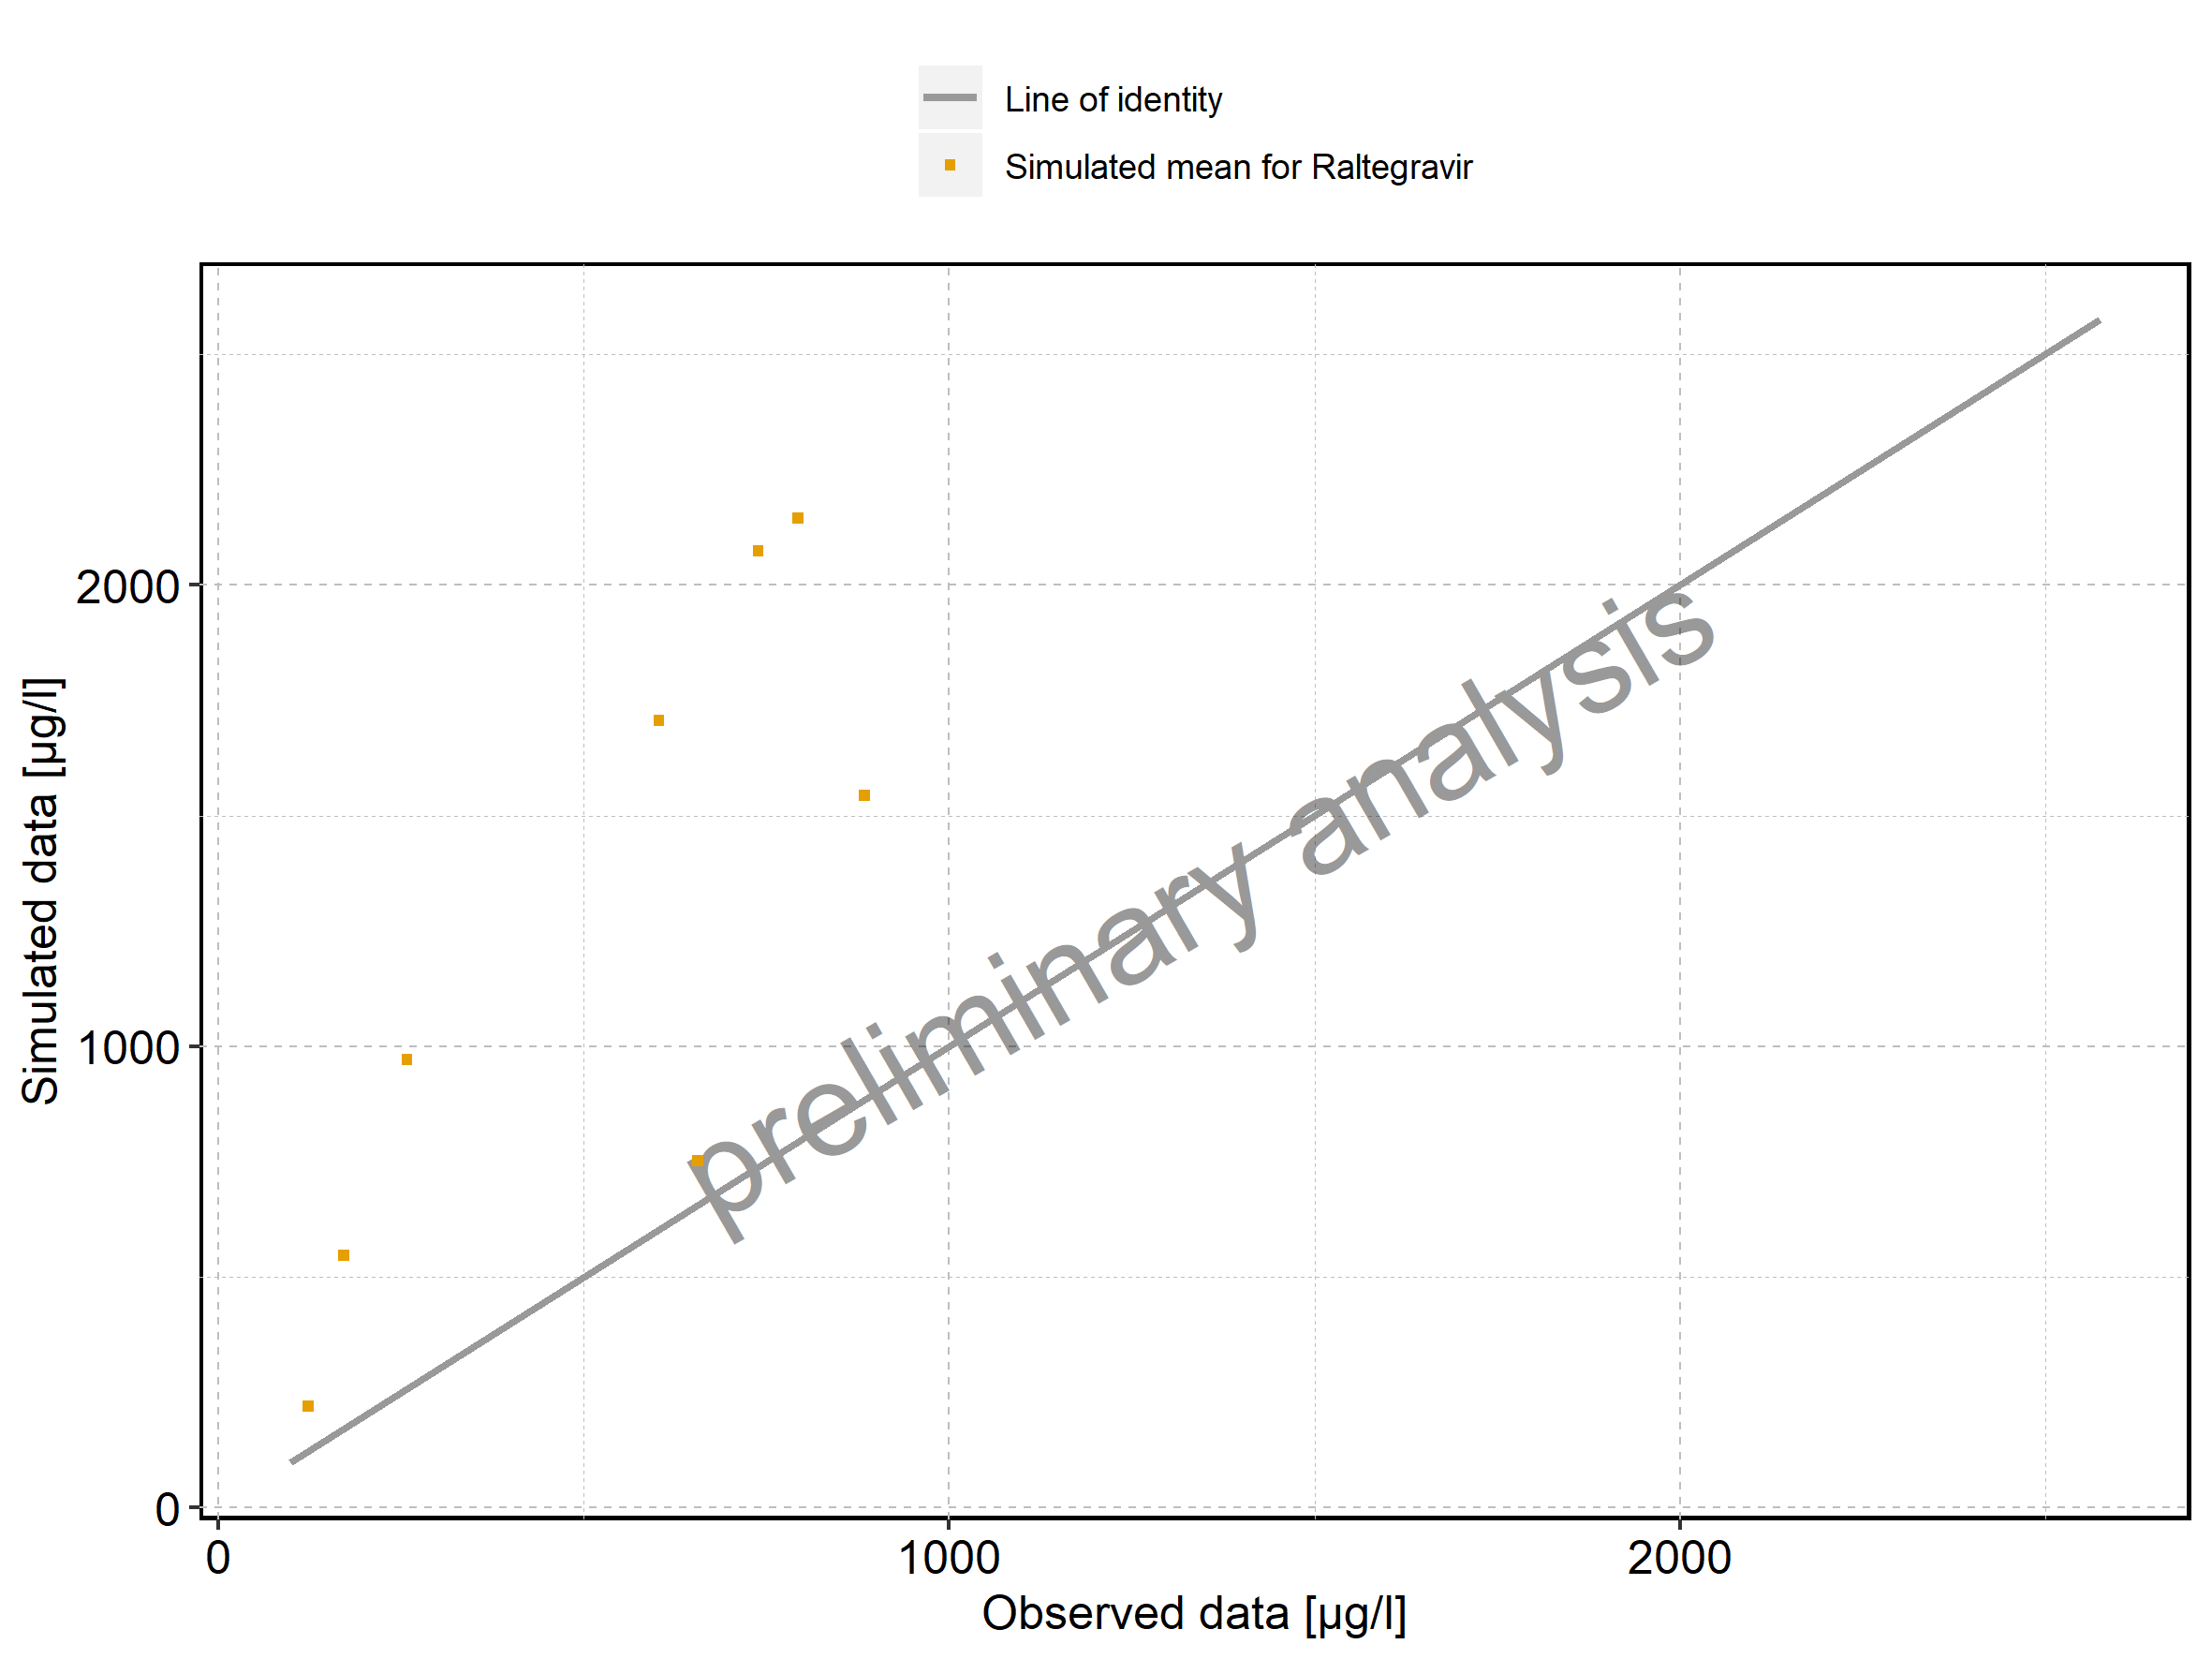 Line of identity
Simulated mean for Raltegravir
Simulated data [µg/l]
2000
1000
0
preliminary analysis
0 1000 2000
Observed data [µg/l]